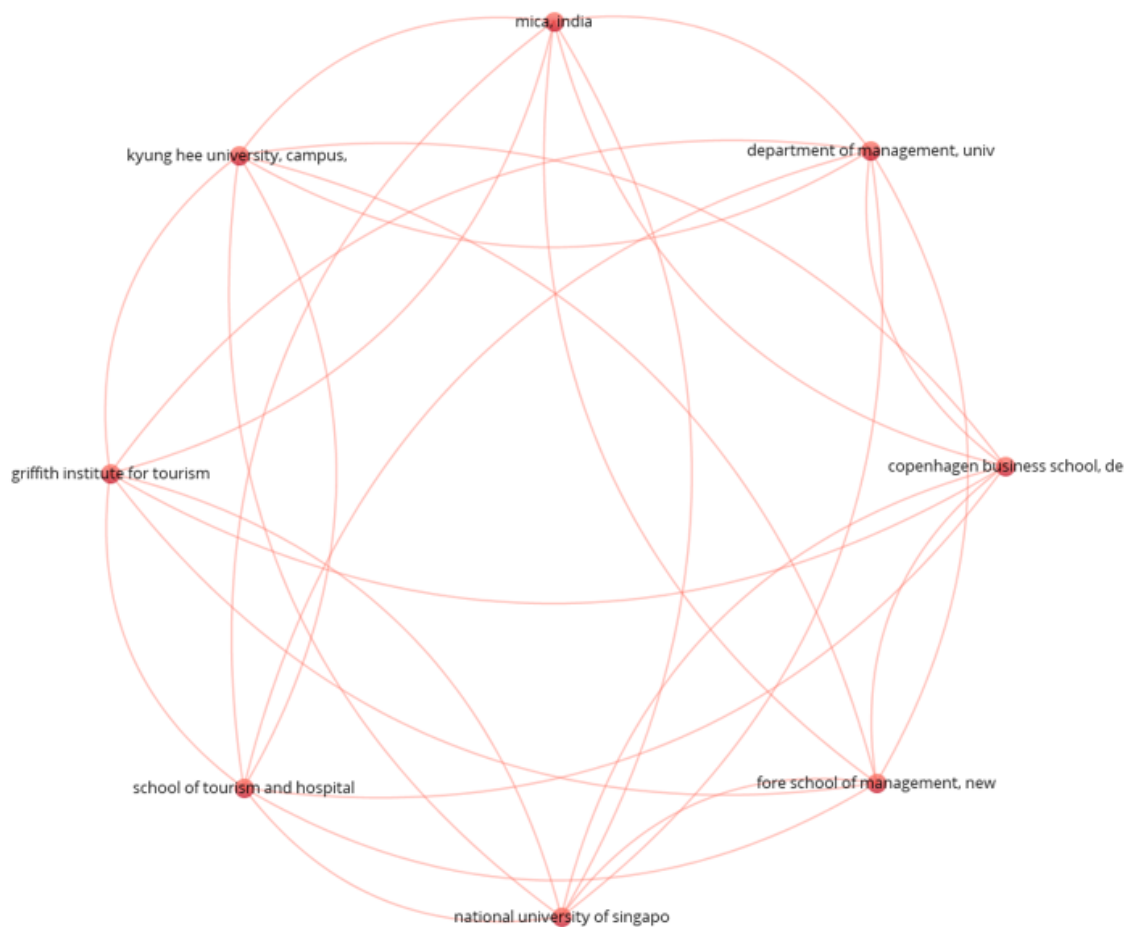 mica, india
kyung hee university, campus,
department of management, univ
griffith institute for tourism
copenhagen business school, de
school of tourism and hospital
fore school of management, new
national university of singapo